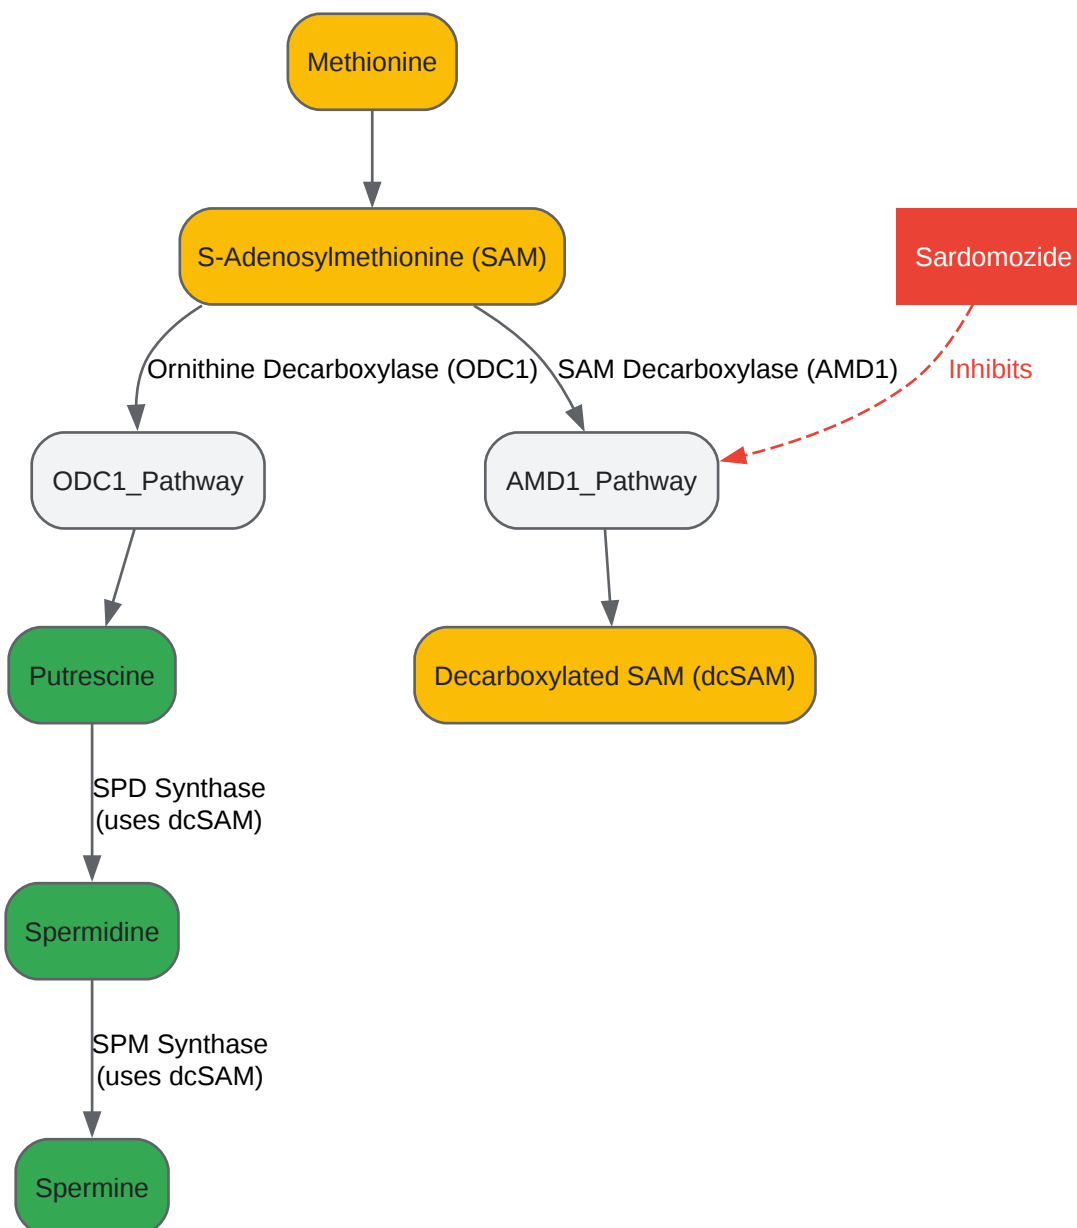 Methionine
S-Adenosylmethionine (SAM)
Sardomozide
Ornithine Decarboxylase (ODC1)
SAM Decarboxylase (AMD1)
Inhibits
ODC1_Pathway
AMD1_Pathway
Putrescine
Decarboxylated SAM (dcSAM)
SPD Synthase
(uses dcSAM)
Spermidine
SPM Synthase
(uses dcSAM)
Spermine